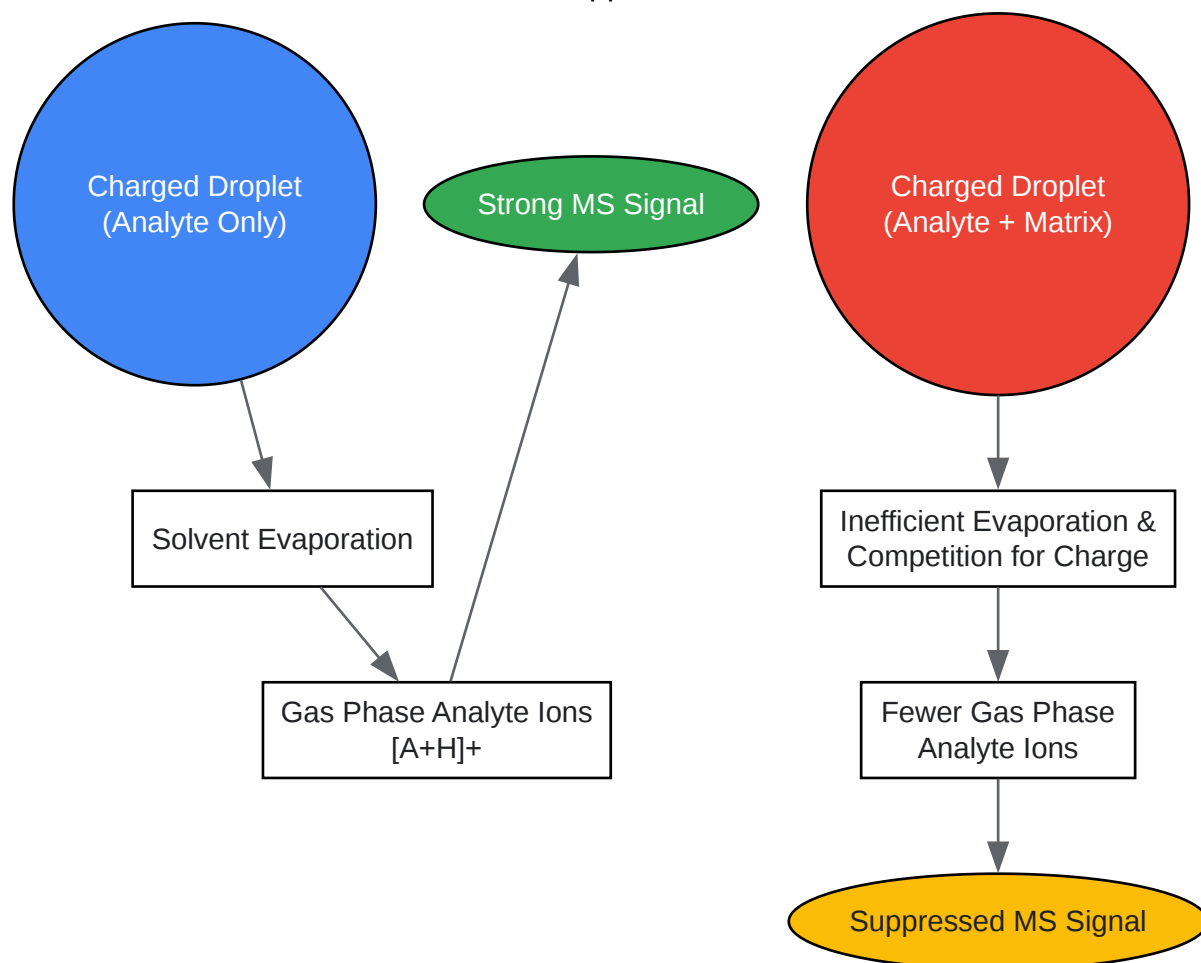 Charged Droplet
(Analyte Only)
Strong MS Signal
Charged Droplet
(Analyte + Matrix)
Solvent Evaporation
Inefficient Evaporation &
Competition for Charge
Gas Phase Analyte Ions
[A+H]+
Fewer Gas Phase
Analyte Ions
Suppressed MS Signal